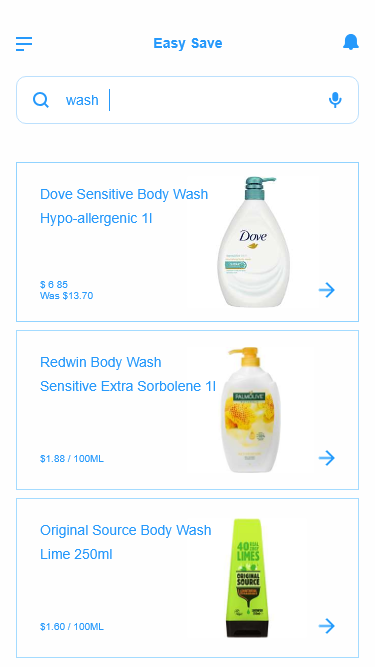 Easy Save
wash
Dove Sensitive Body Wash
Hypo-allergenic 1l
Dove
$ 6 85
Was $13.70
Redwin Body Wash
Sensitive Extra Sorbolene 1l
PALMOLIVE
$1.88 / 100ML
Original Source Body Wash
Lime 250ml
40
LIMES
ORIGINAL
SOURCE
$1.60 / 100ML